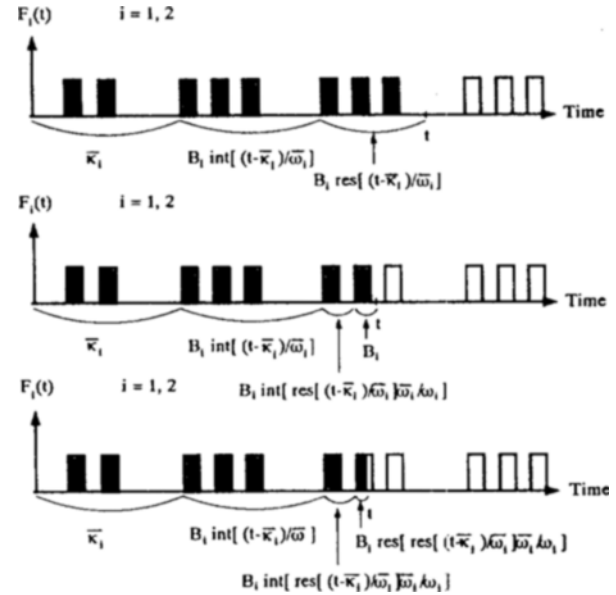 F_i(t) i = 1, 2
Time
t
κ̄_i B_i int[ (t-κ̄_i)/ω̄_i]
B_i res[ (t-κ̄_i)/ω̄_i]
F_i(t) i = 1, 2
Time
t
κ̄_i B_i int[ (t-κ̄_i)/ω̄_i] B_i
B_i int[ res[ (t-κ̄_i)/ω̄_i]ω̄_i/ω_i]
F_i(t) i = 1, 2
Time
t
κ̄_i B_i int[ (t-κ̄_i)/ω̄ ] B_i res[ res[ (t-κ̄_i)/ω̄_i]ω̄_i/ω_i]
B_i int[ res[ (t-κ̄_i)/ω̄_i]ω̄_i/ω_i]